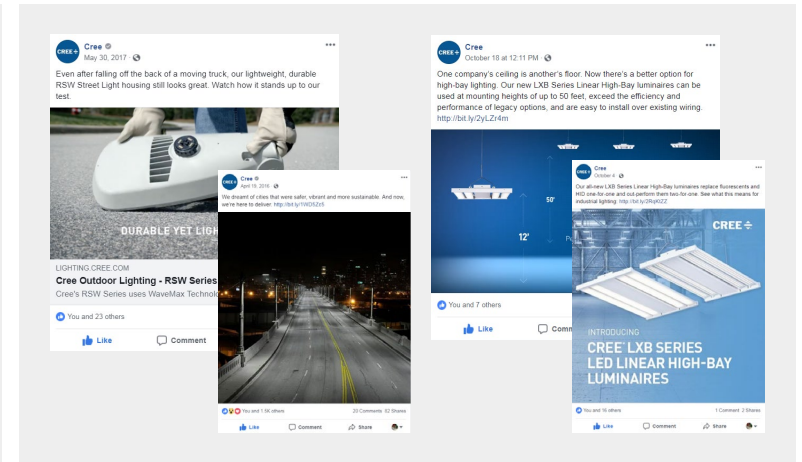 CREE
Cree
May 30, 2017
Even after falling off the back of a moving truck, our lightweight, durable
RSW Street Light housing still looks great. Watch how it stands up to our
test.
DURABLE YET
LIGHTING.CREE.COM
Cree Outdoor Lighting - RSW Series
Cree's RSW Series uses WaveMax
You and 23 others
Like
Comment
CREE
Cree
April 19, 2016
We dreamt of cities that were safer, vibrant and more sustainable. And now,
we're here to deliver.
You and 1.5K others
20 Comments 52 Shares
Like
Comment
Share
CREE
Cree
October 18 at 12:11 PM
One company's ceiling is another's floor. Now there's a better option for
high-bay lighting. Our new LXB Series Linear High-Bay luminaires can be
used at mounting heights of up to 50 feet, exceed the efficiency and
performance of legacy options, and are easy to install over existing wiring.
http://bit.ly/2yLZr4m
50'
12'
You and 7 others
Like
CREE
Cree
October 4
Our all-new LXB Series Linear High-Bay luminaires replace fluorescents and
HID one-for-one and out-perform them two-for-one. See what this means for
industrial lighting.
CREE
INTRODUCING
CREE® LXB SERIES
LED LINEAR HIGH-BAY
LUMINAIRES
You and 16 others
1 Comment 2 Shares
Like
Comment
Share